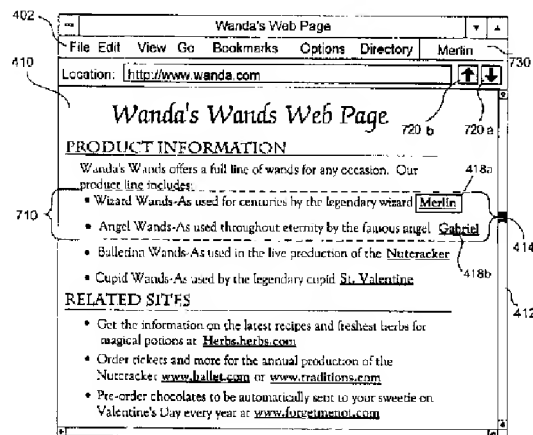 402
Wanda's Web Page
File Edit View Go Bookmarks Options Directory Merlin
730
410
Location: http://www.wanda.com
720 b 720 a
Wanda's Wands Web Page
PRODUCT INFORMATION
418a
Wanda's Wands offers a full line of wands for any occasion. Our
product line includes:
710
• Wizard Wands-As used for centuries by the legendary wizard Merlin
• Angel Wands-As used throughout eternity by the famous angel Gabriel
414
• Ballerina Wands-As used in the live production of the Nutcracker
418b
• Cupid Wands-As used by the legendary cupid St. Valentine
412
RELATED SITES
• Get the information on the latest recipes and freshest herbs for
magical potions at Herbs.herbs.com
• Order tickets and more for the annual production of the
Nutcracker www.ballet.com or www.traditions.com
• Pre-order chocolates to be automatically sent to your sweetie on
Valentine's Day every year at www.forgetmenot.com